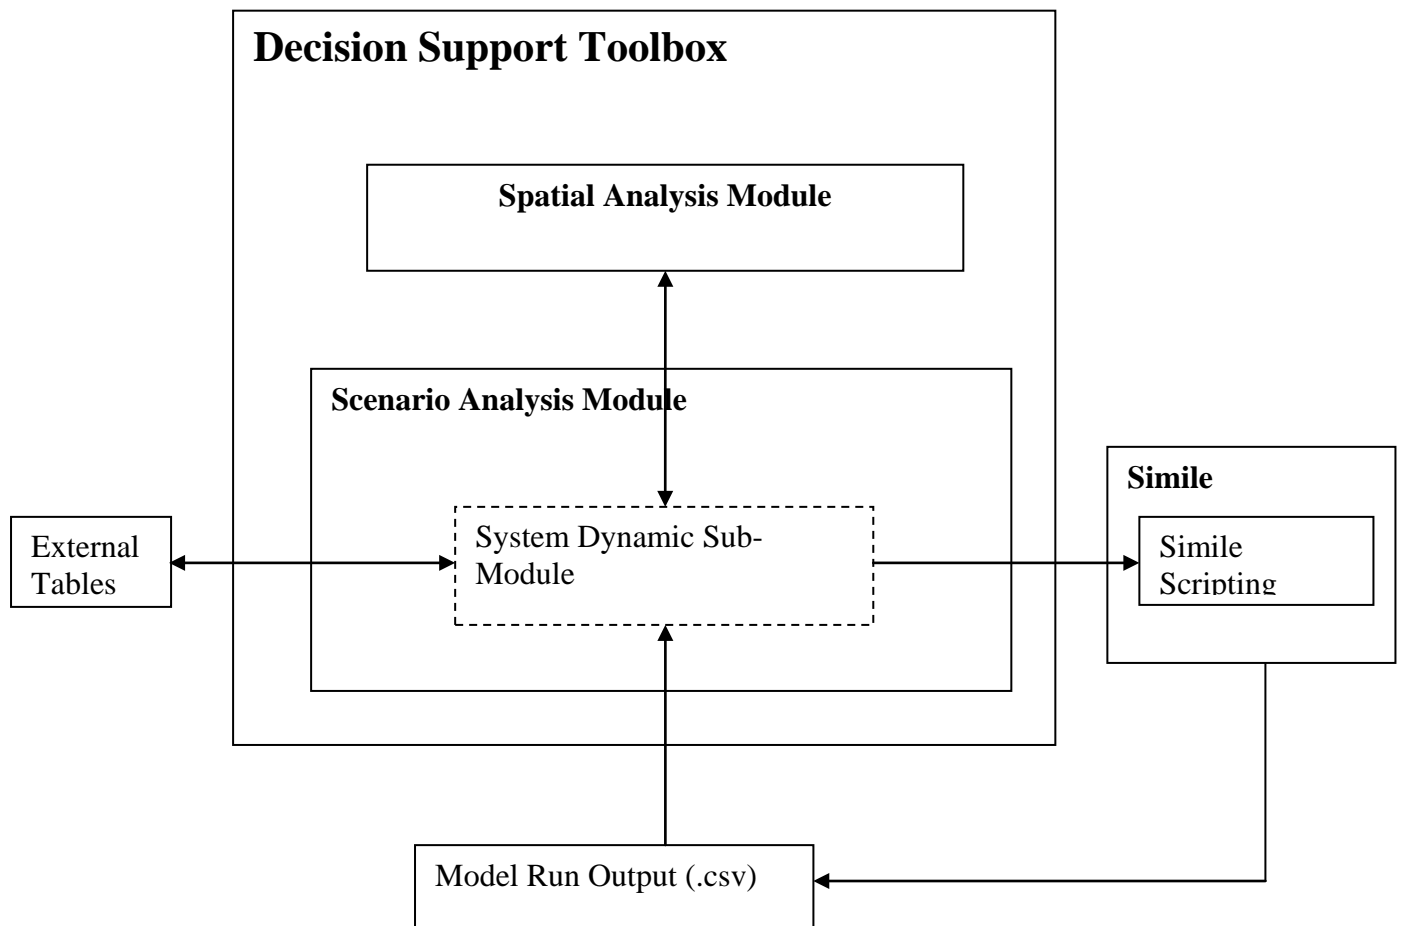 Decision Support Toolbox
Spatial Analysis Module
Scenario Analysis Module
Simile
External
Tables
System Dynamic Sub-
Module
Simile
Scripting
Model Run Output (.csv)